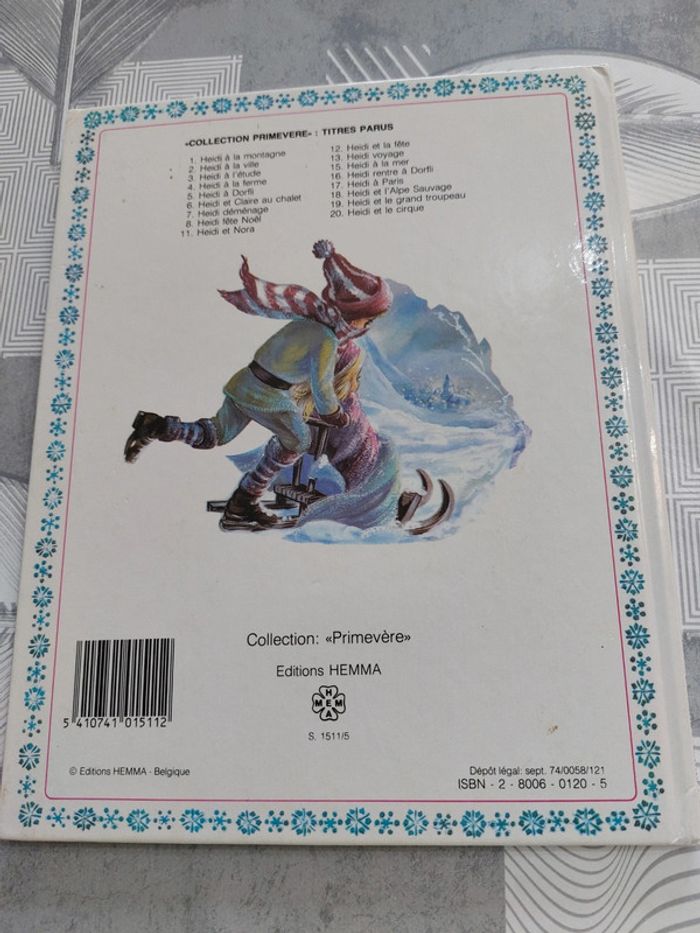 «COLLECTION PRIMEVERE» : TITRES PARUS
1. Heidi à la montagne
2. Heidi à la ville
3. Heidi à l'étude
4. Heidi à la ferme
5. Heidi à Dorfli
6. Heidi et Claire au chalet
7. Heidi déménage
8. Heidi fête Noël
11. Heidi et Nora
12. Heidi et la fête
13. Heidi voyage
15. Heidi à la mer
16. Heidi rentre à Dorfli
17. Heidi à Paris
18. Heidi et l'Alpe Sauvage
19. Heidi et le grand troupeau
20. Heidi et le cirque
Collection: «Primevère»
Editions HEMMA
HEMMA
S. 1511/5
5 410741 015112
© Editions HEMMA - Belgique
Dépôt légal: sept. 74/0058/121
ISBN - 2 - 8006 - 0120 - 5